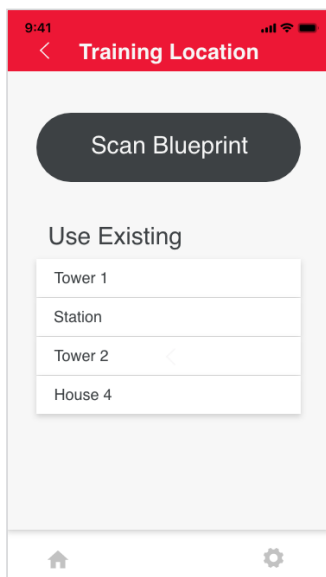 9:41
Training Location
Scan Blueprint
Use Existing
Tower 1
Station
Tower 2
House 4